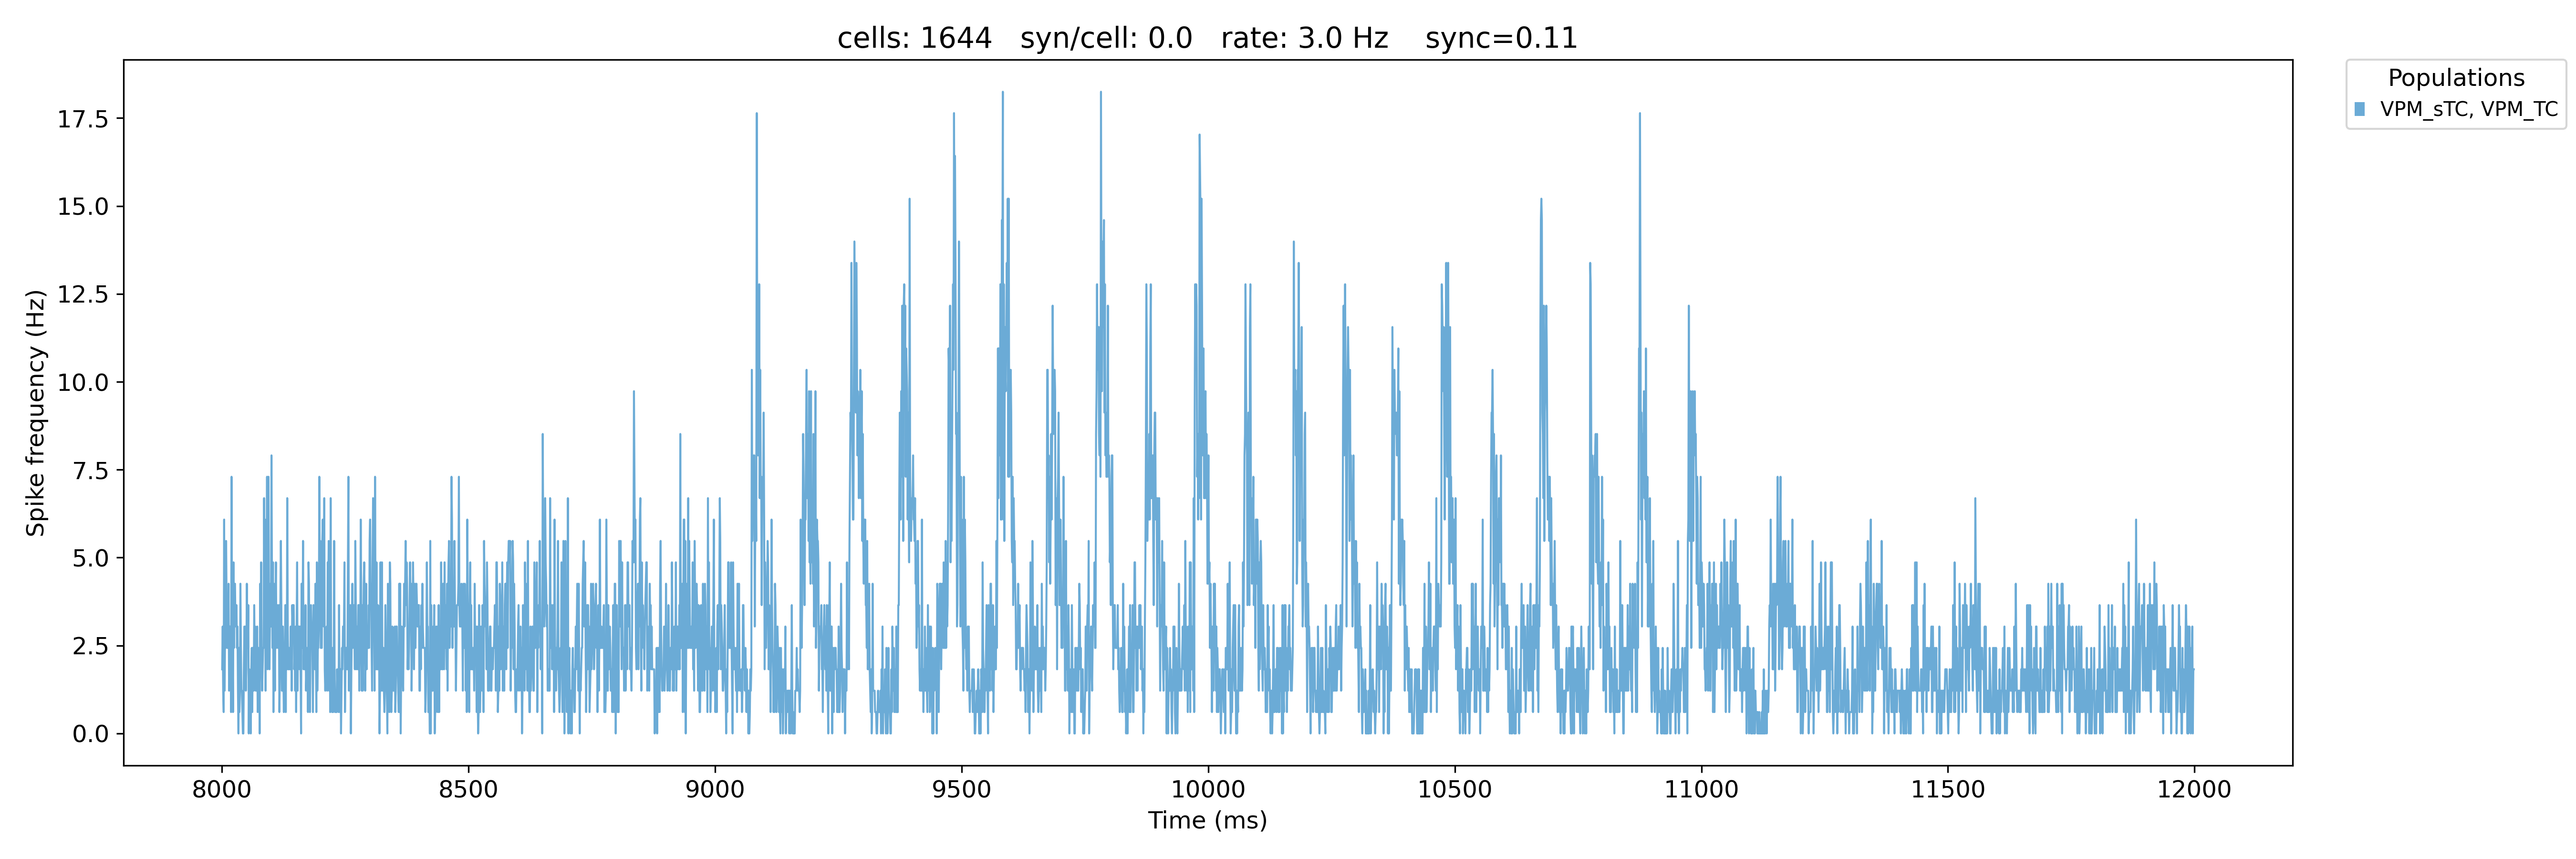 cells: 1644   syn/cell: 0.0   rate: 3.0 Hz    sync=0.11
Populations
VPM_sTC, VPM_TC
Spike frequency (Hz)
17.5
15.0
12.5
10.0
7.5
5.0
2.5
0.0
8000 8500 9000 9500 10000 10500 11000 11500 12000
Time (ms)